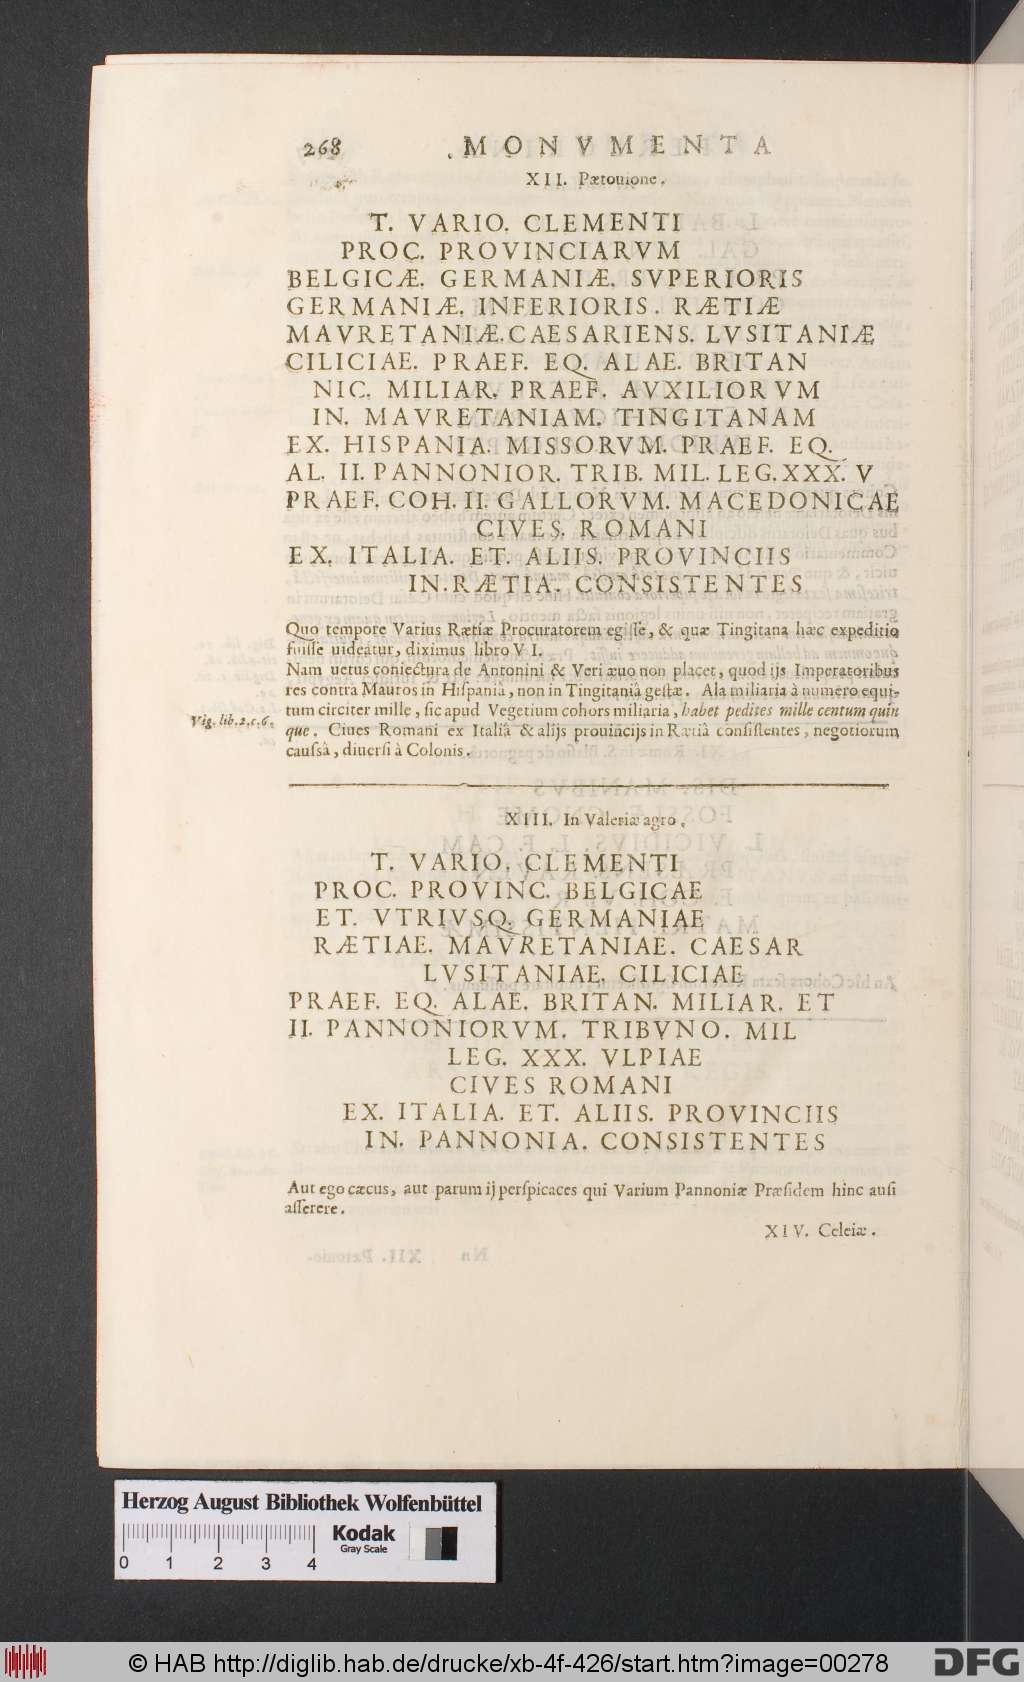 268 MONVMENTA
XII. Pætouione.
T. VARIO. CLEMENTI
PROC. PROVINCIARVM
BELGICÆ. GERMANIÆ. SVPERIORIS
GERMANIÆ. INFERIORIS. RÆTIÆ
MAVRETANIÆ. CAESARIENS. LVSITANIÆ
CILICIAE. PRAEF. EQ. ALAE. BRITAN
NIC. MILIAR. PRAEF. AVXILIORVM
IN. MAVRETANIAM. TINGITANAM
EX. HISPANIA. MISSORVM. PRAEF. EQ.
AL. II. PANNONIOR. TRIB. MIL. LEG. XXX. V
PRAEF. COH. II. GALLORVM. MACEDONICAE
CIVES. ROMANI
EX. ITALIA. ET. ALIIS. PROVINCIIS
IN. RÆTIA. CONSISTENTES
Quo tempore Varius Rætiæ Procuratorem egiſſe, & quæ Tingitana hæc expeditio
fuiſſe uideatur, diximus libro VI.
Nam uetus coniectura de Antonini & Veri æuo non placet, quod ijs Imperatoribus
res contra Mauros in Hiſpaniâ, non in Tingitaniâ geſtæ. Ala miliaria à numero equi-
tum circiter mille, ſic apud Vegetium cohors miliaria, habet pedites mille centum quin
Vig. lib. 2. c. 6.
que. Ciues Romani ex Italiâ & alijs prouincijs in Rætiâ conſiſtentes, negotiorum
cauſsâ, diuerſi à Colonis.
XIII. In Valeriæ agro.
T. VARIO. CLEMENTI
PROC. PROVINC. BELGICAE
ET. VTRIVSQ. GERMANIAE
RÆTIAE. MAVRETANIAE. CAESAR
LVSITANIAE. CILICIAE
PRAEF. EQ. ALAE. BRITAN. MILIAR. ET
II. PANNONIORVM. TRIBVNO. MIL
LEG. XXX. VLPIAE
CIVES ROMANI
EX. ITALIA. ET. ALIIS. PROVINCIIS
IN. PANNONIA. CONSISTENTES
Aut ego cæcus, aut parum ij perſpicaces qui Varium Pannoniæ Præſidem hinc auſi
aſſerere.
XIV. Celeiæ.
Herzog August Bibliothek Wolfenbüttel
Kodak
Gray Scale
0 1 2 3 4
© HAB http://diglib.hab.de/drucke/xb-4f-426/start.htm?image=00278
DFG